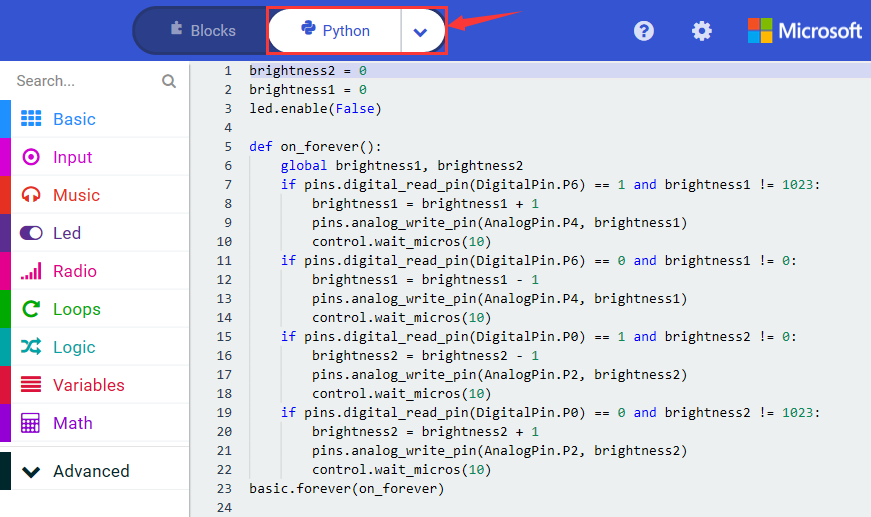 Blocks
Python
Microsoft
Search...
Basic
Input
Music
Led
Radio
Loops
Logic
Variables
Math
Advanced
1 brightness2 = 0
2 brightness1 = 0
3 led.enable(False)
4
5 def on_forever():
6     global brightness1, brightness2
7     if pins.digital_read_pin(DigitalPin.P6) == 1 and brightness1 != 1023:
8         brightness1 = brightness1 + 1
9         pins.analog_write_pin(AnalogPin.P4, brightness1)
10         control.wait_micros(10)
11     if pins.digital_read_pin(DigitalPin.P6) == 0 and brightness1 != 0:
12         brightness1 = brightness1 - 1
13         pins.analog_write_pin(AnalogPin.P4, brightness1)
14         control.wait_micros(10)
15     if pins.digital_read_pin(DigitalPin.P0) == 1 and brightness2 != 0:
16         brightness2 = brightness2 - 1
17         pins.analog_write_pin(AnalogPin.P2, brightness2)
18         control.wait_micros(10)
19     if pins.digital_read_pin(DigitalPin.P0) == 0 and brightness2 != 1023:
20         brightness2 = brightness2 + 1
21         pins.analog_write_pin(AnalogPin.P2, brightness2)
22         control.wait_micros(10)
23 basic.forever(on_forever)
24